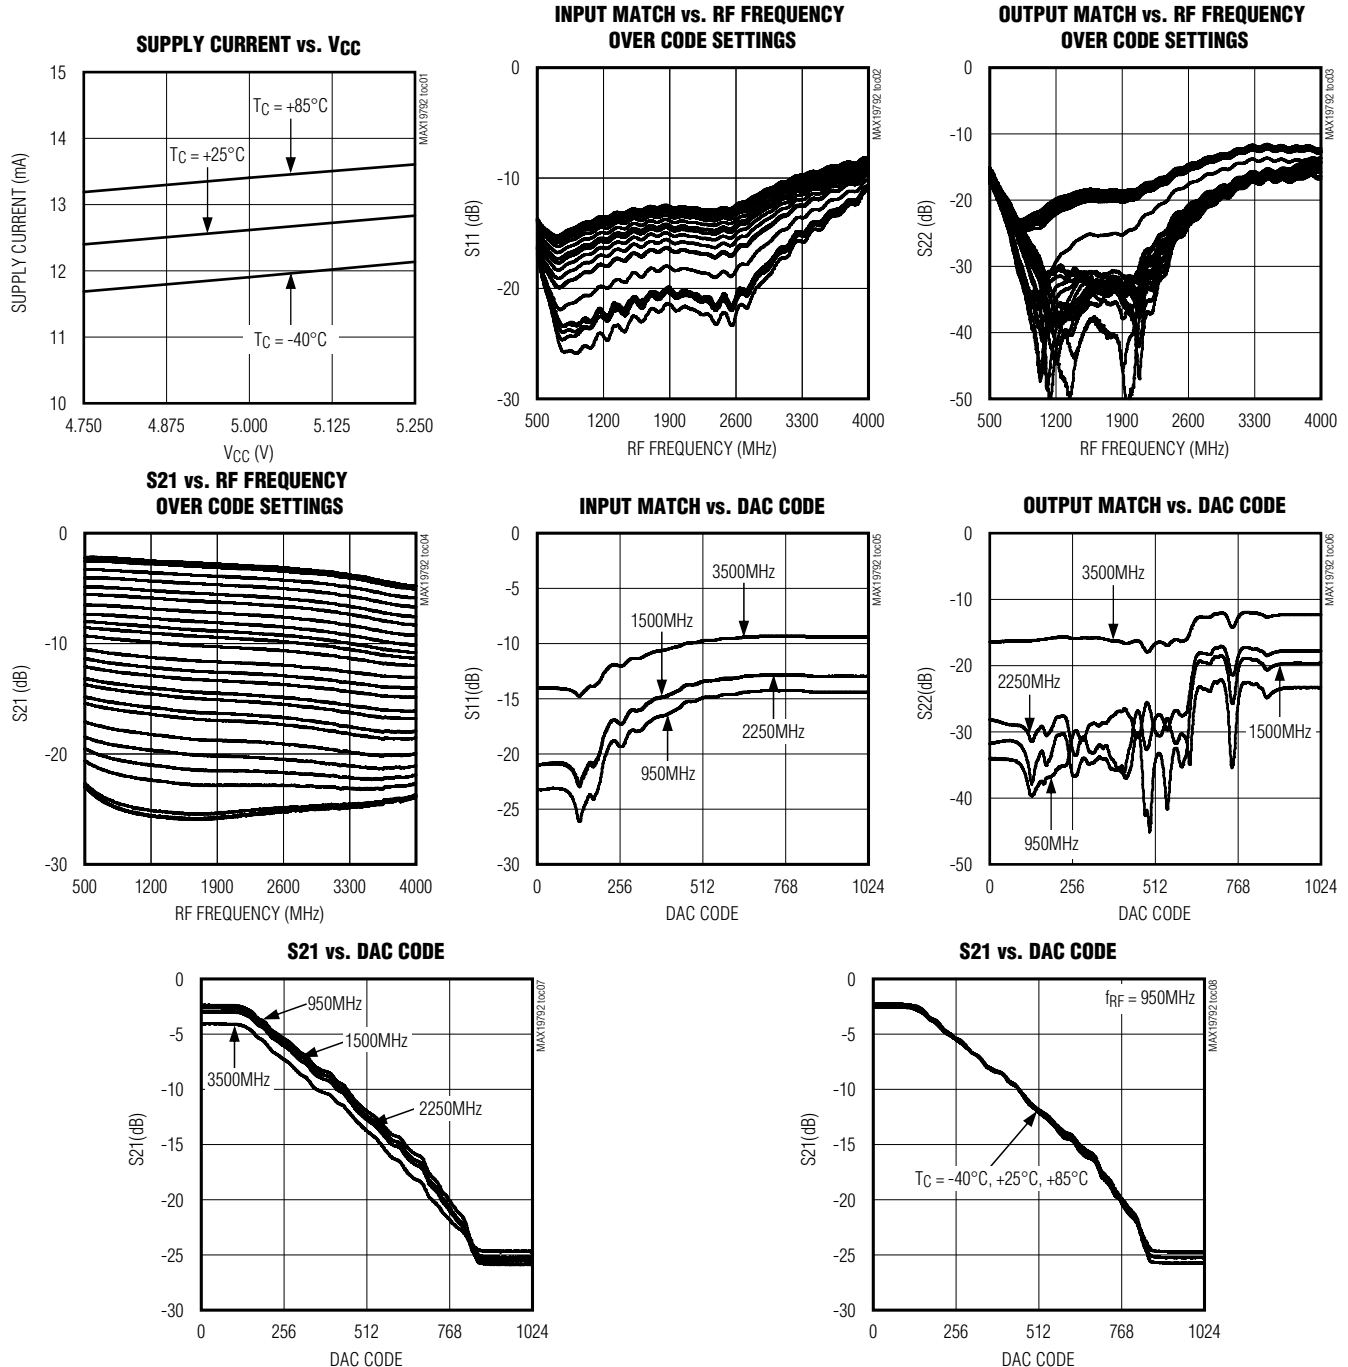 SUPPLY CURRENT vs. VCC
15
14
13
12
11
10
SUPPLY CURRENT (mA)
TC = +85°C
TC = +25°C
TC = -40°C
4.750 4.875 5.000 5.125 5.250
VCC (V)
MAX19792 toc01
INPUT MATCH vs. RF FREQUENCY
OVER CODE SETTINGS
0
-10
-20
-30
S11 (dB)
500 1200 1900 2600 3300 4000
RF FREQUENCY (MHz)
MAX19792 toc02
OUTPUT MATCH vs. RF FREQUENCY
OVER CODE SETTINGS
0
-10
-20
-30
-40
-50
S22 (dB)
500 1200 1900 2600 3300 4000
RF FREQUENCY (MHz)
MAX19792 toc03
S21 vs. RF FREQUENCY
OVER CODE SETTINGS
0
-10
-20
-30
S21 (dB)
500 1200 1900 2600 3300 4000
RF FREQUENCY (MHz)
MAX19792 toc04
INPUT MATCH vs. DAC CODE
0
-5
-10
-15
-20
-25
-30
S11(dB)
3500MHz
1500MHz
2250MHz
950MHz
0 256 512 768 1024
DAC CODE
MAX19792 toc05
OUTPUT MATCH vs. DAC CODE
0
-10
-20
-30
-40
-50
S22(dB)
3500MHz
2250MHz
1500MHz
950MHz
0 256 512 768 1024
DAC CODE
MAX19792 toc06
S21 vs. DAC CODE
0
-5
-10
-15
-20
-25
-30
S21(dB)
950MHz
1500MHz
3500MHz
2250MHz
0 256 512 768 1024
DAC CODE
MAX19792 toc07
S21 vs. DAC CODE
0
-5
-10
-15
-20
-25
-30
S21(dB)
fRF = 950MHz
TC = -40°C, +25°C, +85°C
0 256 512 768 1024
DAC CODE
MAX19792 toc08